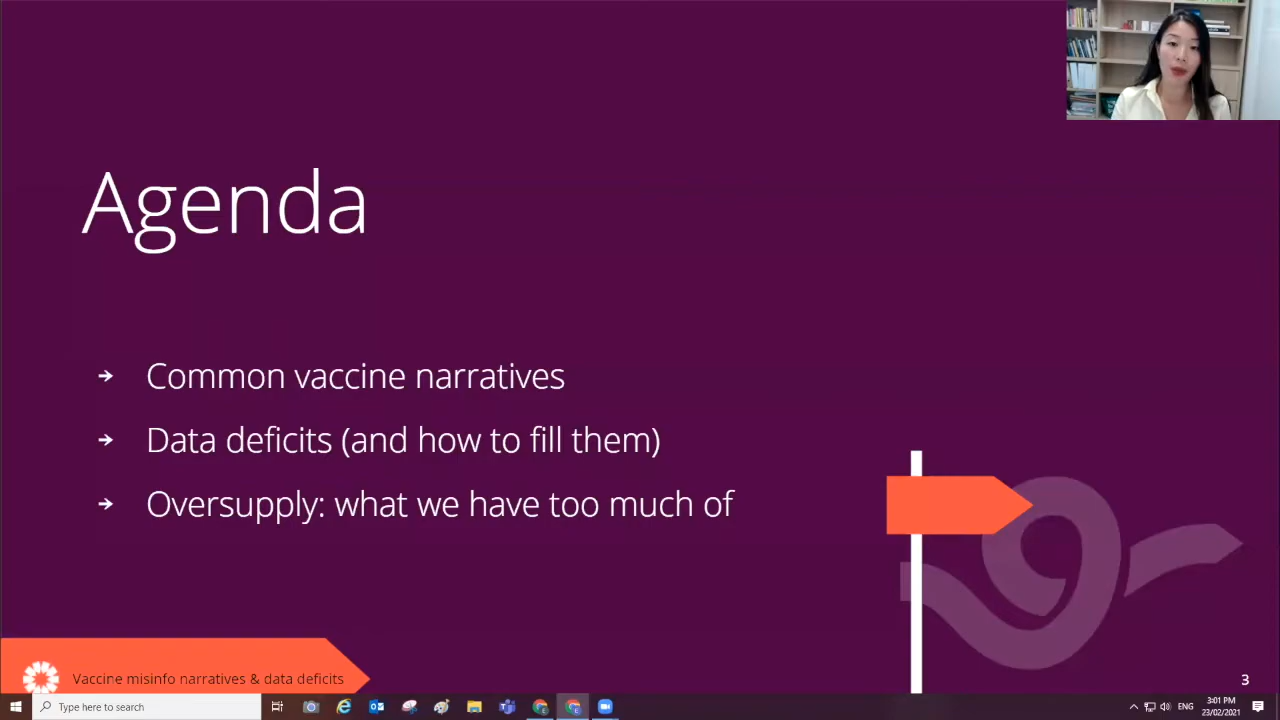 Agenda
Common vaccine narratives
Data deficits (and how to fill them)
Oversupply: what we have too much of
Vaccine misinfo narratives & data deficits
3
Type here to search
ENG
3:01 PM
23/02/2021